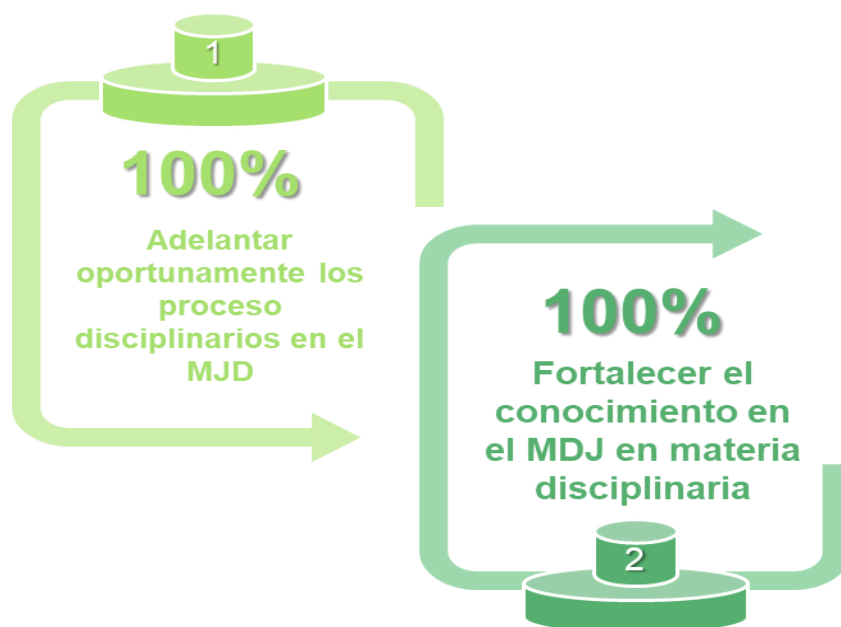 1
100%
Adelantar
oportunamente los
proceso
disciplinarios en el
MJD
100%
Fortalecer el
conocimiento en
el MDJ en materia
disciplinaria
2